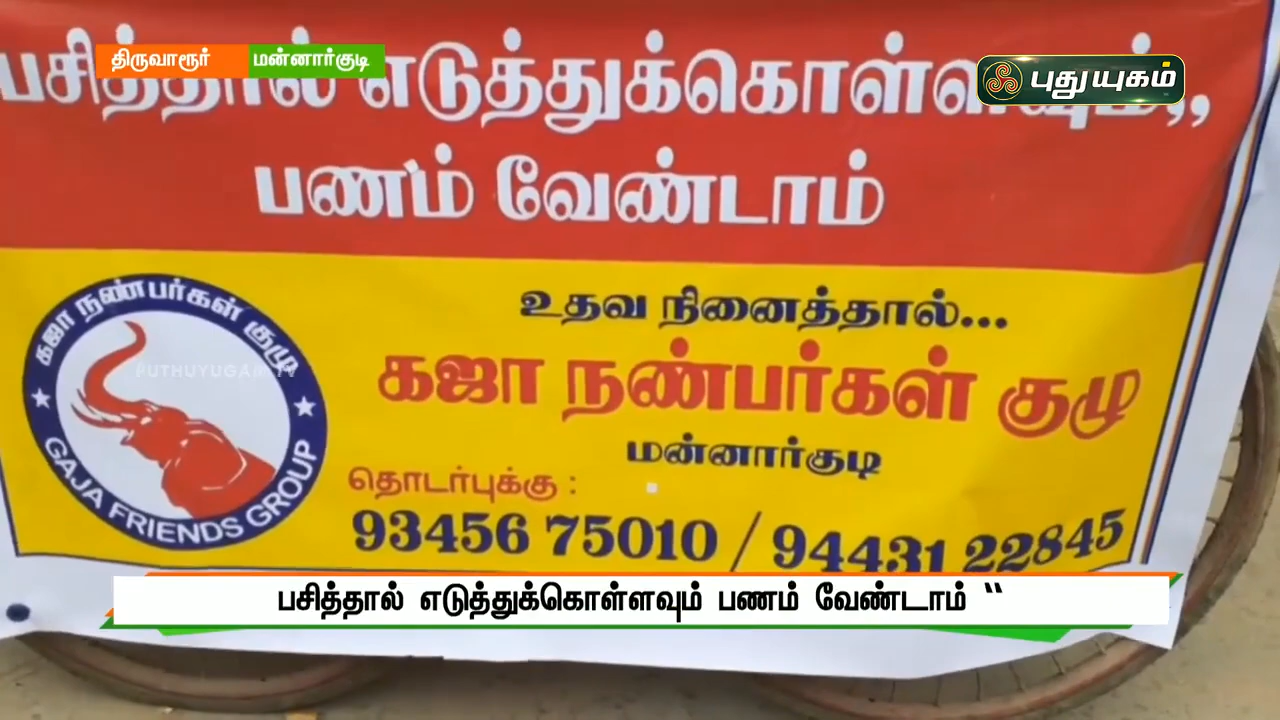 திருவாரூர் மன்னார்குடி
புதுயுகம்
பசித்தால் எடுத்துக்கொள்ளவும்,,
பணம் வேண்டாம்
உதவ நினைத்தால்...
கஜா நண்பர்கள் குழு
மன்னார்குடி
தொடர்புக்கு :
93456 75010 / 94431 22845
கஜா நண்பர்கள் குழு
GAJA FRIENDS GROUP
PUTHUYUGAM TV
பசித்தால் எடுத்துக்கொள்ளவும் பணம் வேண்டாம் “